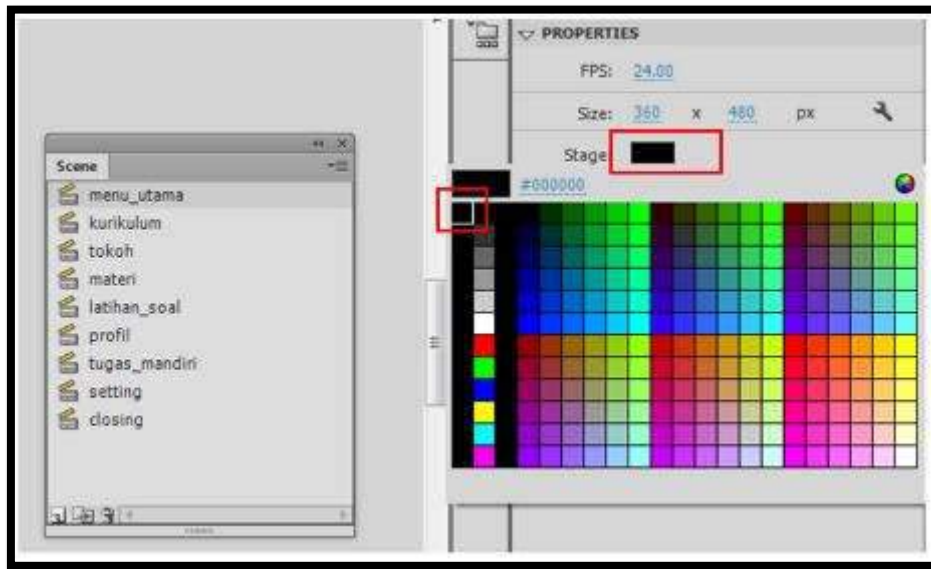 PROPERTIES
FPS: 24.00
Size: 360 x 480 px
Stage
#000000
Scene
menu_utama
kurikulum
tokoh
materi
latihan_soal
profil
tugas_mandiri
setting
closing